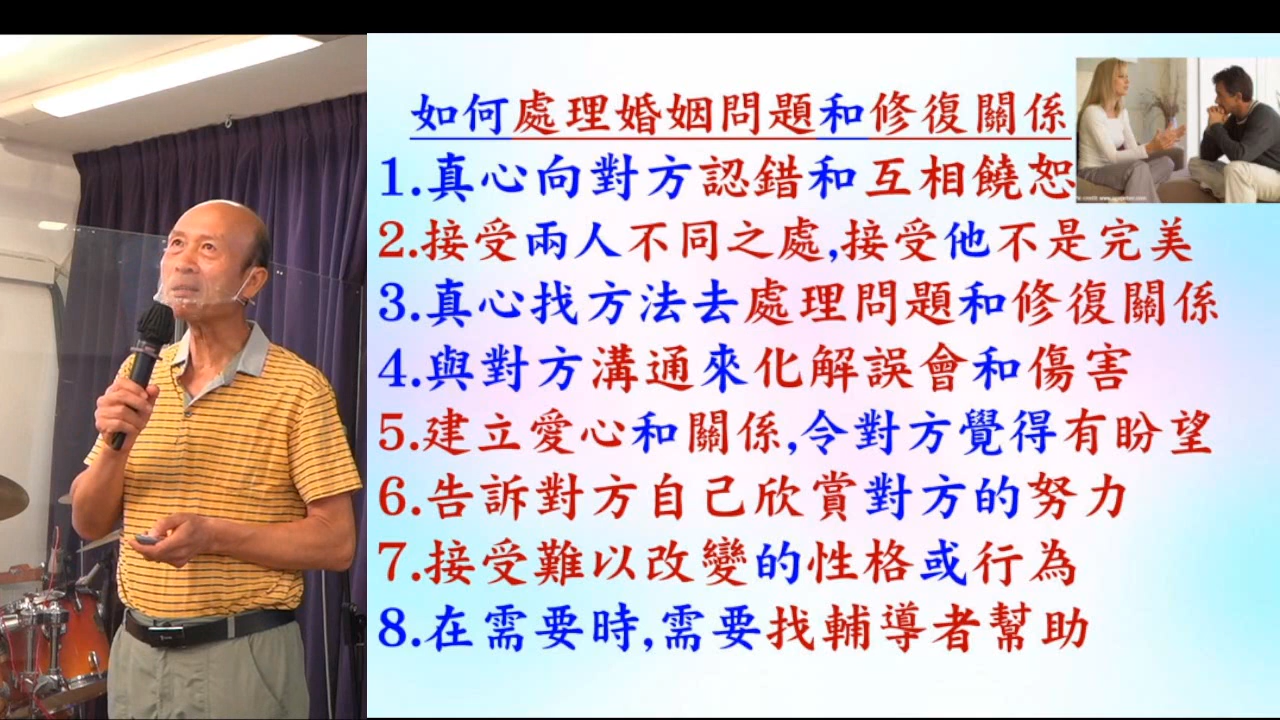 如何處理婚姻問題和修復關係
1.真心向對方認錯和互相饒恕
2.接受兩人不同之處,接受他不是完美
3.真心找方法去處理問題和修復關係
4.與對方溝通來化解誤會和傷害
5.建立愛心和關係,令對方覺得有盼望
6.告訴對方自己欣賞對方的努力
7.接受難以改變的性格或行為
8.在需要時,需要找輔導者幫助